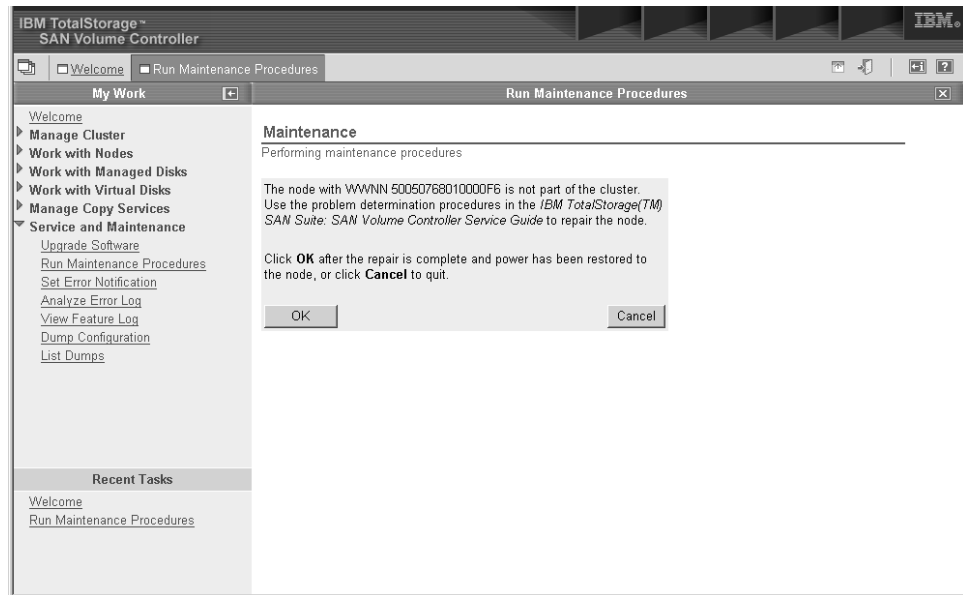 IBM TotalStorage™
SAN Volume Controller
IBM®
Welcome
Run Maintenance Procedures
My Work
Run Maintenance Procedures
Welcome
Manage Cluster
Work with Nodes
Work with Managed Disks
Work with Virtual Disks
Manage Copy Services
Service and Maintenance
Upgrade Software
Run Maintenance Procedures
Set Error Notification
Analyze Error Log
View Feature Log
Dump Configuration
List Dumps
Recent Tasks
Welcome
Run Maintenance Procedures
Maintenance
Performing maintenance procedures
The node with WWNN 50050768010000F6 is not part of the cluster.
Use the problem determination procedures in the IBM TotalStorage(TM)
SAN Suite: SAN Volume Controller Service Guide to repair the node.
Click OK after the repair is complete and power has been restored to
the node, or click Cancel to quit.
OK
Cancel